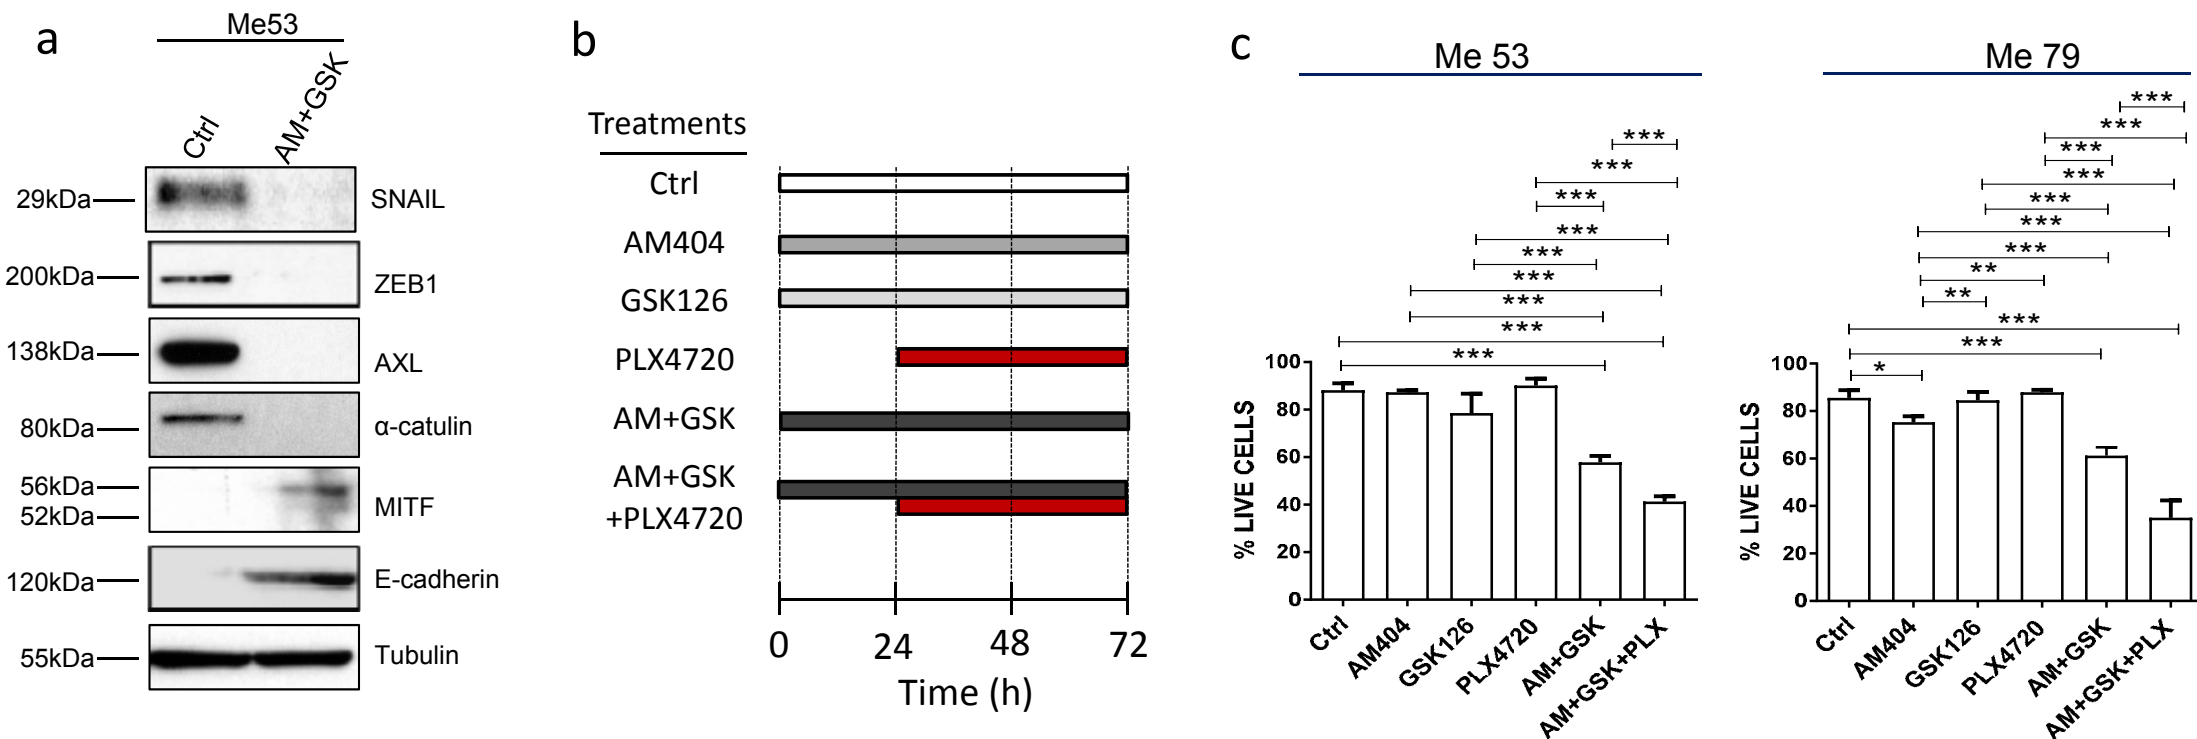 a
Me53
Ctrl
AM+GSK
29kDa
SNAIL
200kDa
ZEB1
138kDa
AXL
80kDa
α-catulin
56kDa
52kDa
MITF
120kDa
E-cadherin
55kDa
Tubulin
b
Treatments
Ctrl
AM404
GSK126
PLX4720
AM+GSK
AM+GSK
+PLX4720
0 24 48 72
Time (h)
c
Me 53
***
***
***
***
***
***
***
***
***
% LIVE CELLS
100
80
60
40
20
0
Ctrl
AM404
GSK126
PLX4720
AM+GSK
AM+GSK+PLX
Me 79
***
***
***
***
***
***
***
**
**
***
***
*
% LIVE CELLS
100
80
60
40
20
0
Ctrl
AM404
GSK126
PLX4720
AM+GSK
AM+GSK+PLX